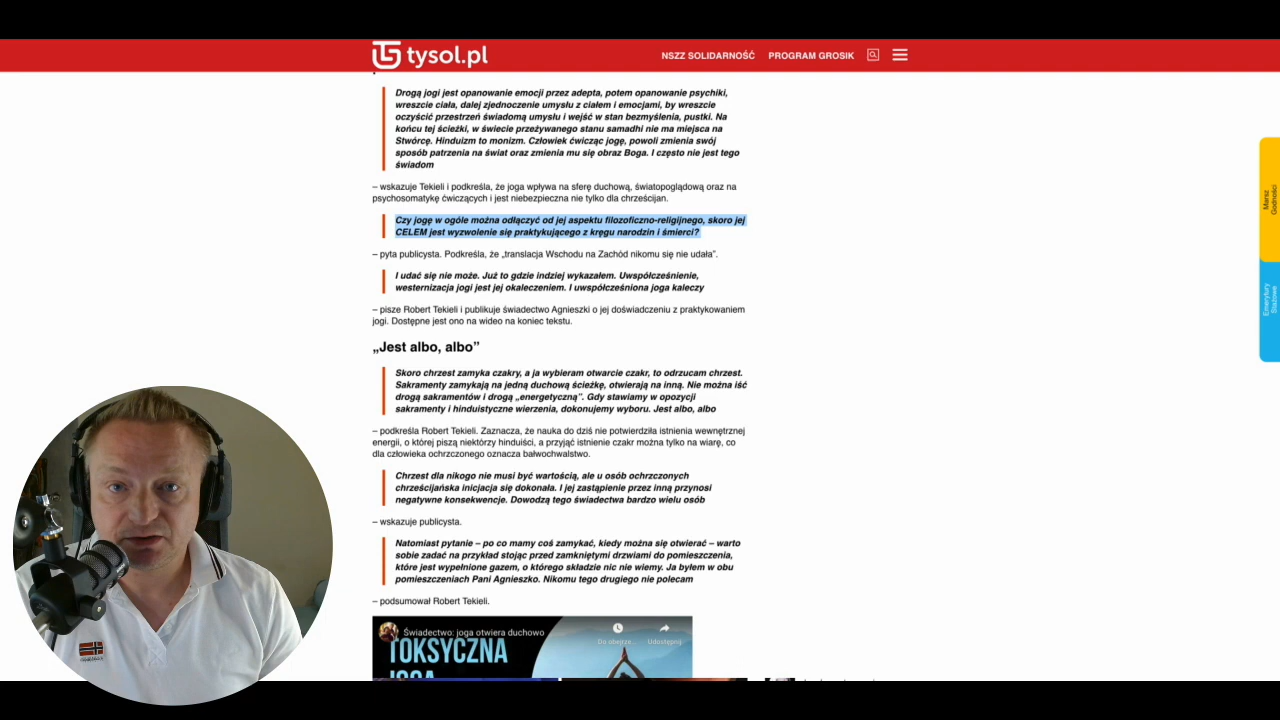 tysol.pl
NSZZ SOLIDARNOŚĆ PROGRAM GROSIK
Drogą jogi jest opanowanie emocji przez adepta, potem opanowanie psychiki,
wreszcie ciała, dalej zjednoczenie umysłu z ciałem i emocjami, by wreszcie
oczyścić przestrzeń świadomą umysłu i wejść w stan bezmyślenia, pustki. Na
końcu tej ścieżki, w świecie przeżywanego stanu samadhi nie ma miejsca na
Stwórcę. Hinduizm to monizm. Człowiek ćwicząc jogę, powoli zmienia swój
sposób patrzenia na świat oraz zmienia mu się obraz Boga. I często nie jest tego
świadom
– wskazuje Tekieli i podkreśla, że joga wpływa na sferę duchową, światopoglądową oraz na
psychosomatykę ćwiczących i jest niebezpieczna nie tylko dla chrześcijan.
Czy jogę w ogóle można odłączyć od jej aspektu filozoficzno-religijnego, skoro jej
CELEM jest wyzwolenie się praktykującego z kręgu narodzin i śmierci?
– pyta publicysta. Podkreśla, że „translacja Wschodu na Zachód nikomu się nie udała”.
I udać się nie może. Już to gdzie indziej wykazałem. Uwspółcześnienie,
westernizacja jogi jest jej okaleczeniem. I uwspółcześniona joga kaleczy
– pisze Robert Tekieli i publikuje świadectwo Agnieszki o jej doświadczeniu z praktykowaniem
jogi. Dostępne jest ono na wideo na koniec tekstu.
„Jest albo, albo”
Skoro chrzest zamyka czakry, a ja wybieram otwarcie czakr, to odrzucam chrzest.
Sakramenty zamykają na jedną duchową ścieżkę, otwierają na inną. Nie można iść
drogą sakramentów i drogą „energetyczną”. Gdy stawiamy w opozycji
sakramenty i hinduistyczne wierzenia, dokonujemy wyboru. Jest albo, albo
– podkreśla Robert Tekieli. Zaznacza, że nauka do dziś nie potwierdziła istnienia wewnętrznej
energii, o której piszą niektórzy hinduiści, a przyjąć istnienie czakr można tylko na wiarę, co
dla człowieka ochrzczonego oznacza bałwochwalstwo.
Chrzest dla nikogo nie musi być wartością, ale u osób ochrzczonych
chrześcijańska inicjacja się dokonała. I jej zastąpienie przez inną przynosi
negatywne konsekwencje. Dowodzą tego świadectwa bardzo wielu osób
– wskazuje publicysta.
Natomiast pytanie – po co mamy coś zamykać, kiedy można się otwierać – warto
sobie zadać na przykład stojąc przed zamkniętymi drzwiami do pomieszczenia,
które jest wypełnione gazem, o którego składzie nic nie wiemy. Ja byłem w obu
pomieszczeniach Pani Agnieszko. Nikomu tego drugiego nie polecam
– podsumował Robert Tekieli.
Świadectwo: joga otwiera duchowo
Do obejrze...
Udostępnij
TOKSYCZNA
JOGA
Marsz
Godności
Emerytury
Stażowe